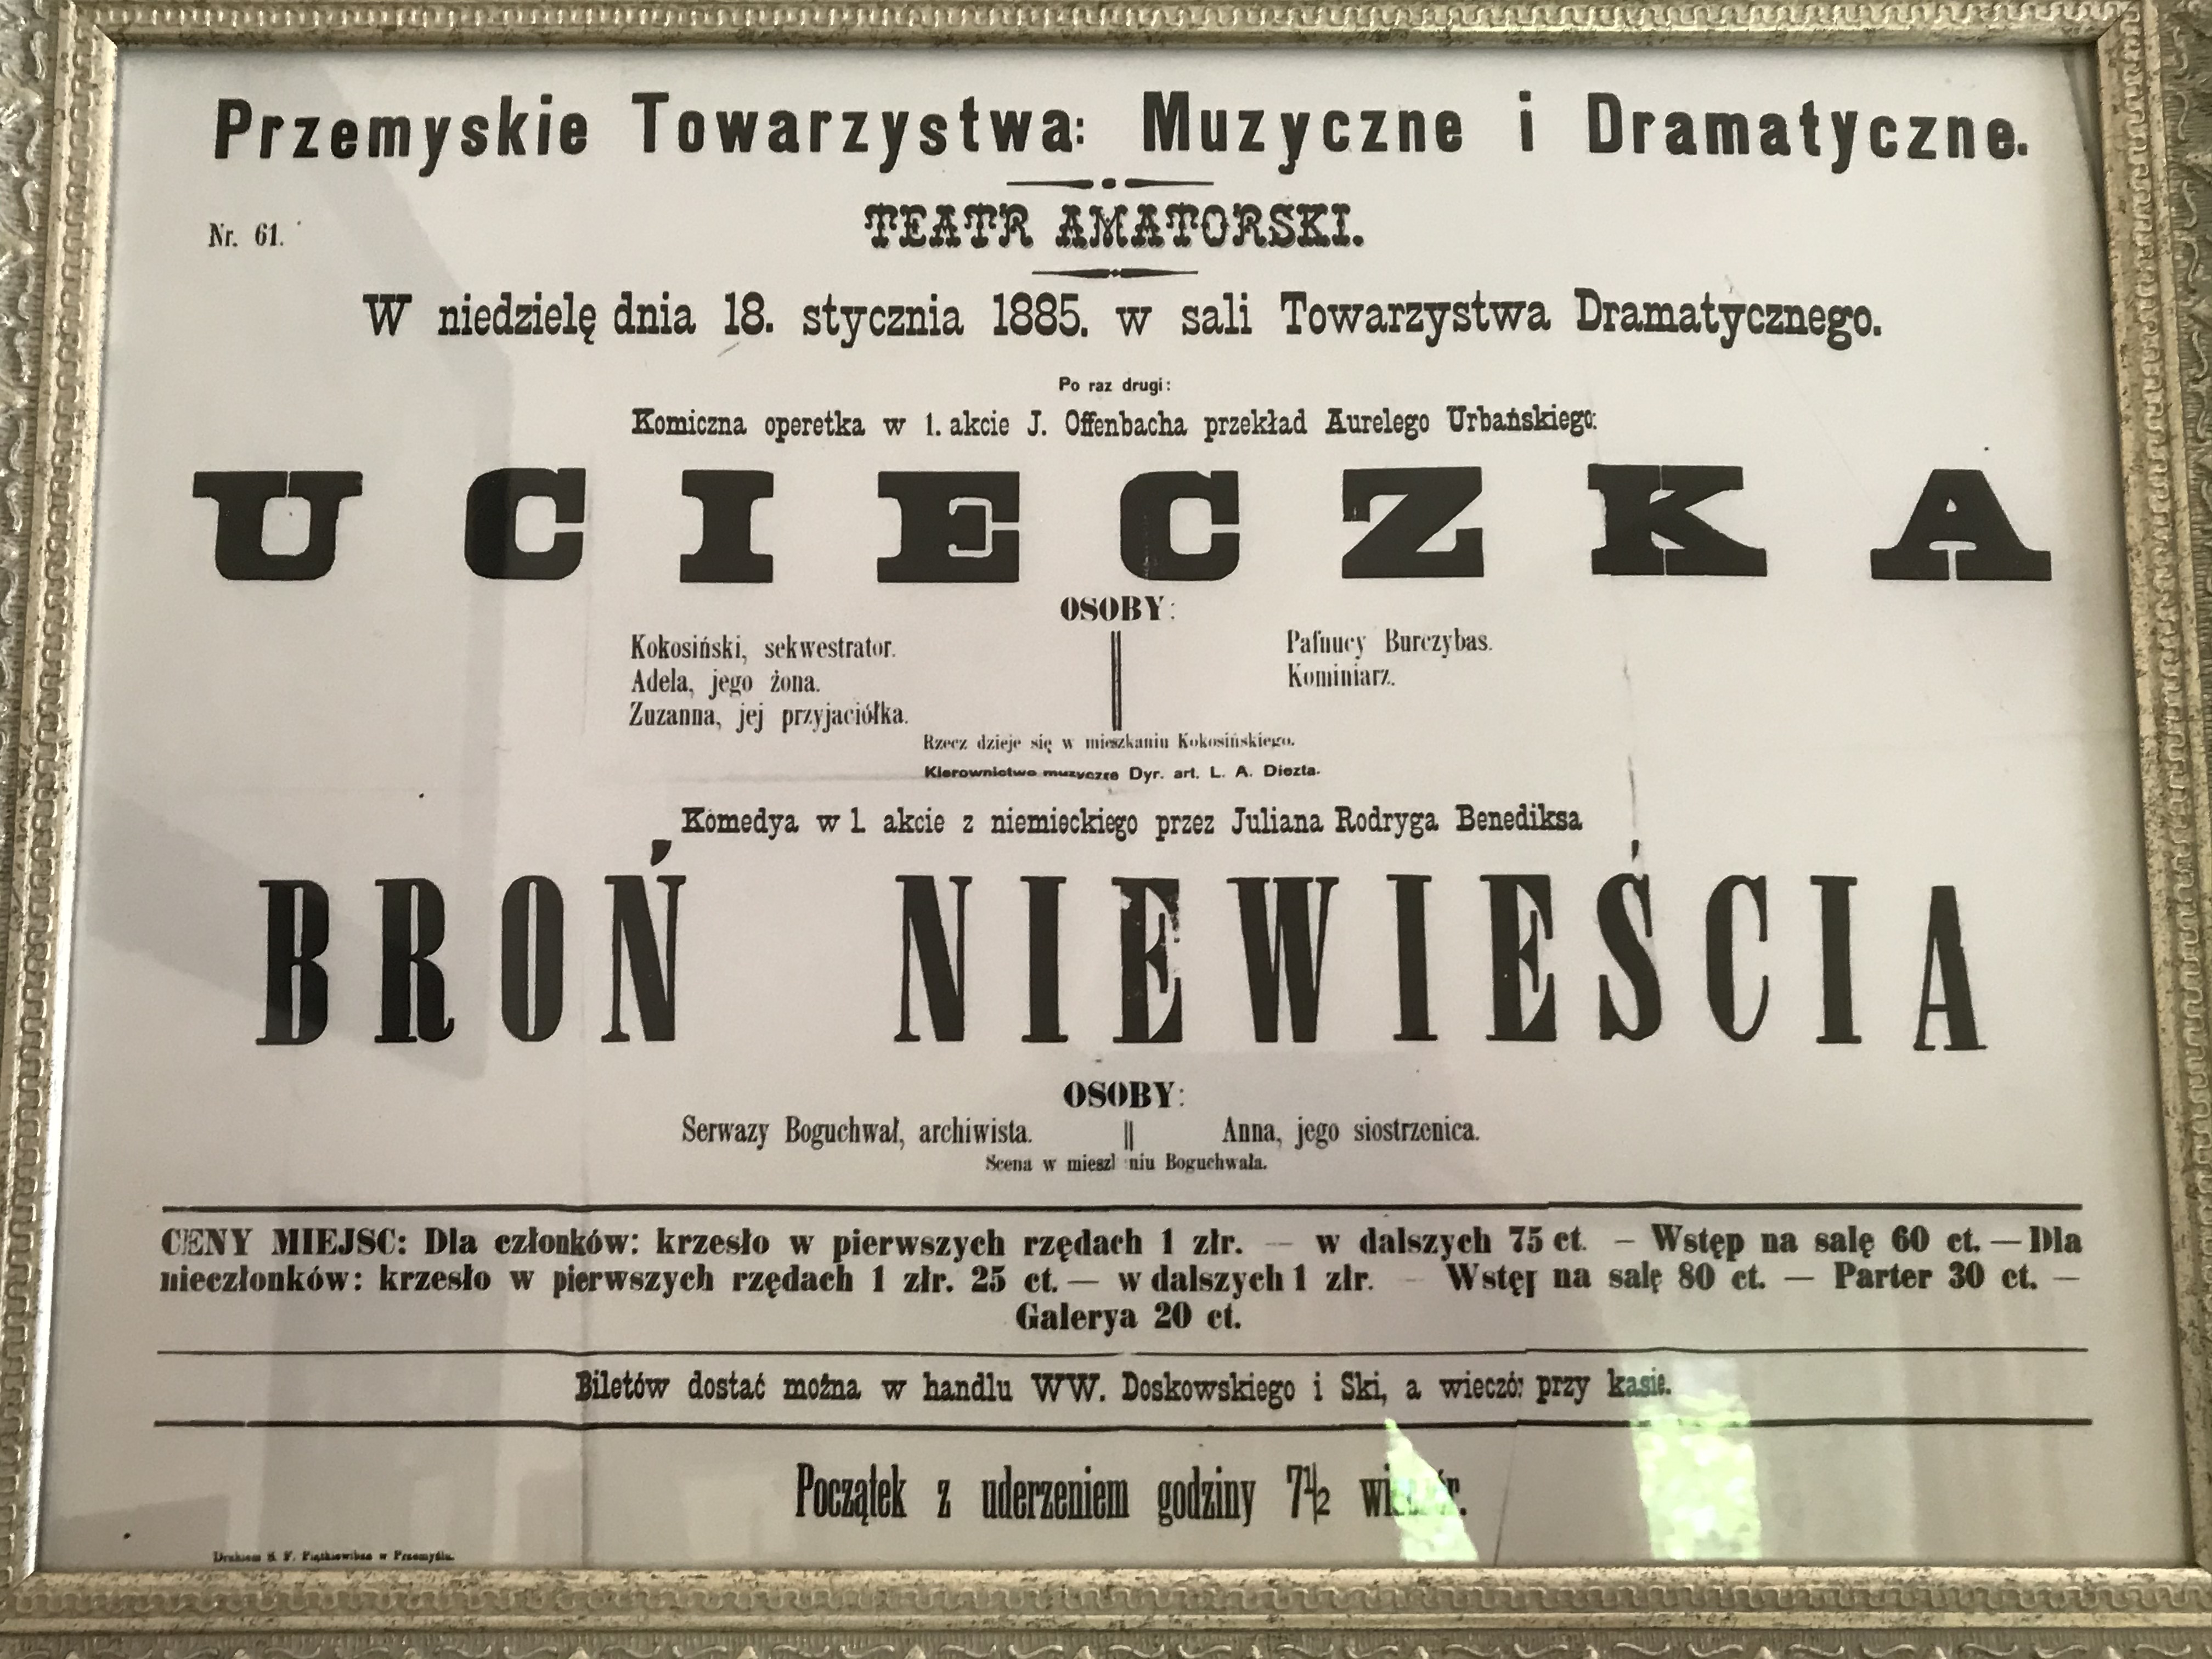 Przemyskie Towarzystwa: Muzyczne i Dramatyczne.
TEATR AMATORSKI.
Nr. 61.
W niedzielę dnia 18. stycznia 1885. w sali Towarzystwa Dramatycznego.
Po raz drugi:
Komiczna operetka w 1. akcie J. Offenbacha przekład Aurelego Urbańskiego:
UCIECZKA
OSOBY:
Kokosiński, sekwestrator.
Adela, jego żona.
Zuzanna, jej przyjaciółka.
Pafnucy Burczybas.
Kominiarz.
Rzecz dzieje się w mieszkaniu Kokosińskiego.
Kierownictwo muzyczne Dyr. art. L. A. Diezta.
Komedya w 1. akcie z niemieckiego przez Juliana Rodryga Benediksa
BROŃ NIEWIEŚCIA
OSOBY:
Serwazy Boguchwał, archiwista.
Anna, jego siostrzenica.
Scena w Boguchwała.
CENY MIEJSC: Dla członków: krzesło w pierwszych rzędach 1 złr. — w dalszych 75 ct. — Wstęp na salę 60 ct. — Dla
nieczłonków: krzesło w pierwszych rzędach 1 złr. 25 ct. — w dalszych 1 złr. — Wstęp na salę 80 ct. — Parter 30 ct. —
Galerya 20 ct.
Biletów dostać można w handlu WW. Doskowskiego i Ski, a wieczór przy kasie.
Początek z uderzeniem godziny 7½
Drukiem S. F. w Przemyślu.